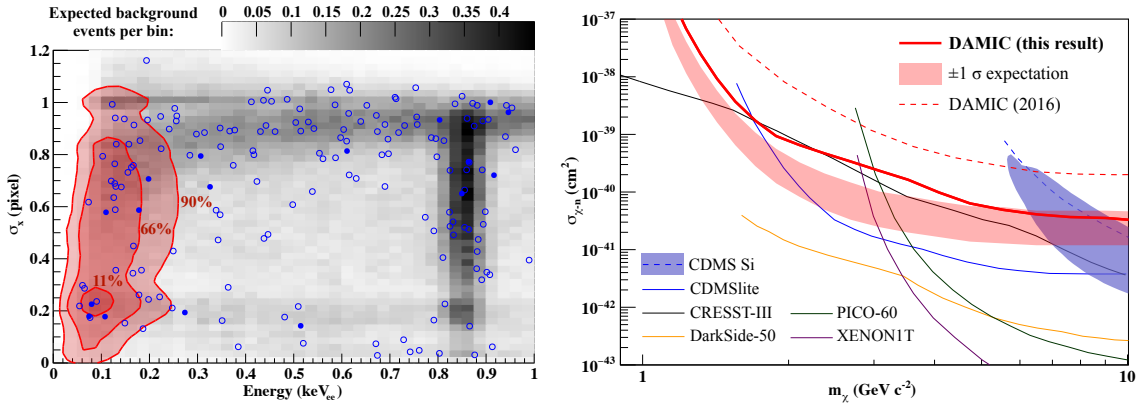 Expected background
events per bin:
0 0.05 0.1 0.15 0.2 0.25 0.3 0.35 0.4
σx (pixel)
1.2
1
0.8
0.6
0.4
0.2
0
90%
66%
11%
0 0.1 0.2 0.3 0.4 0.5 0.6 0.7 0.8 0.9 1
Energy (keVee)
σχ-n (cm²)
10⁻³⁷
10⁻³⁸
10⁻³⁹
10⁻⁴⁰
10⁻⁴¹
10⁻⁴²
10⁻⁴³
DAMIC (this result)
±1 σ expectation
DAMIC (2016)
CDMS Si
CDMSlite
CRESST-III
DarkSide-50
PICO-60
XENON1T
1 10
mχ (GeV c⁻²)